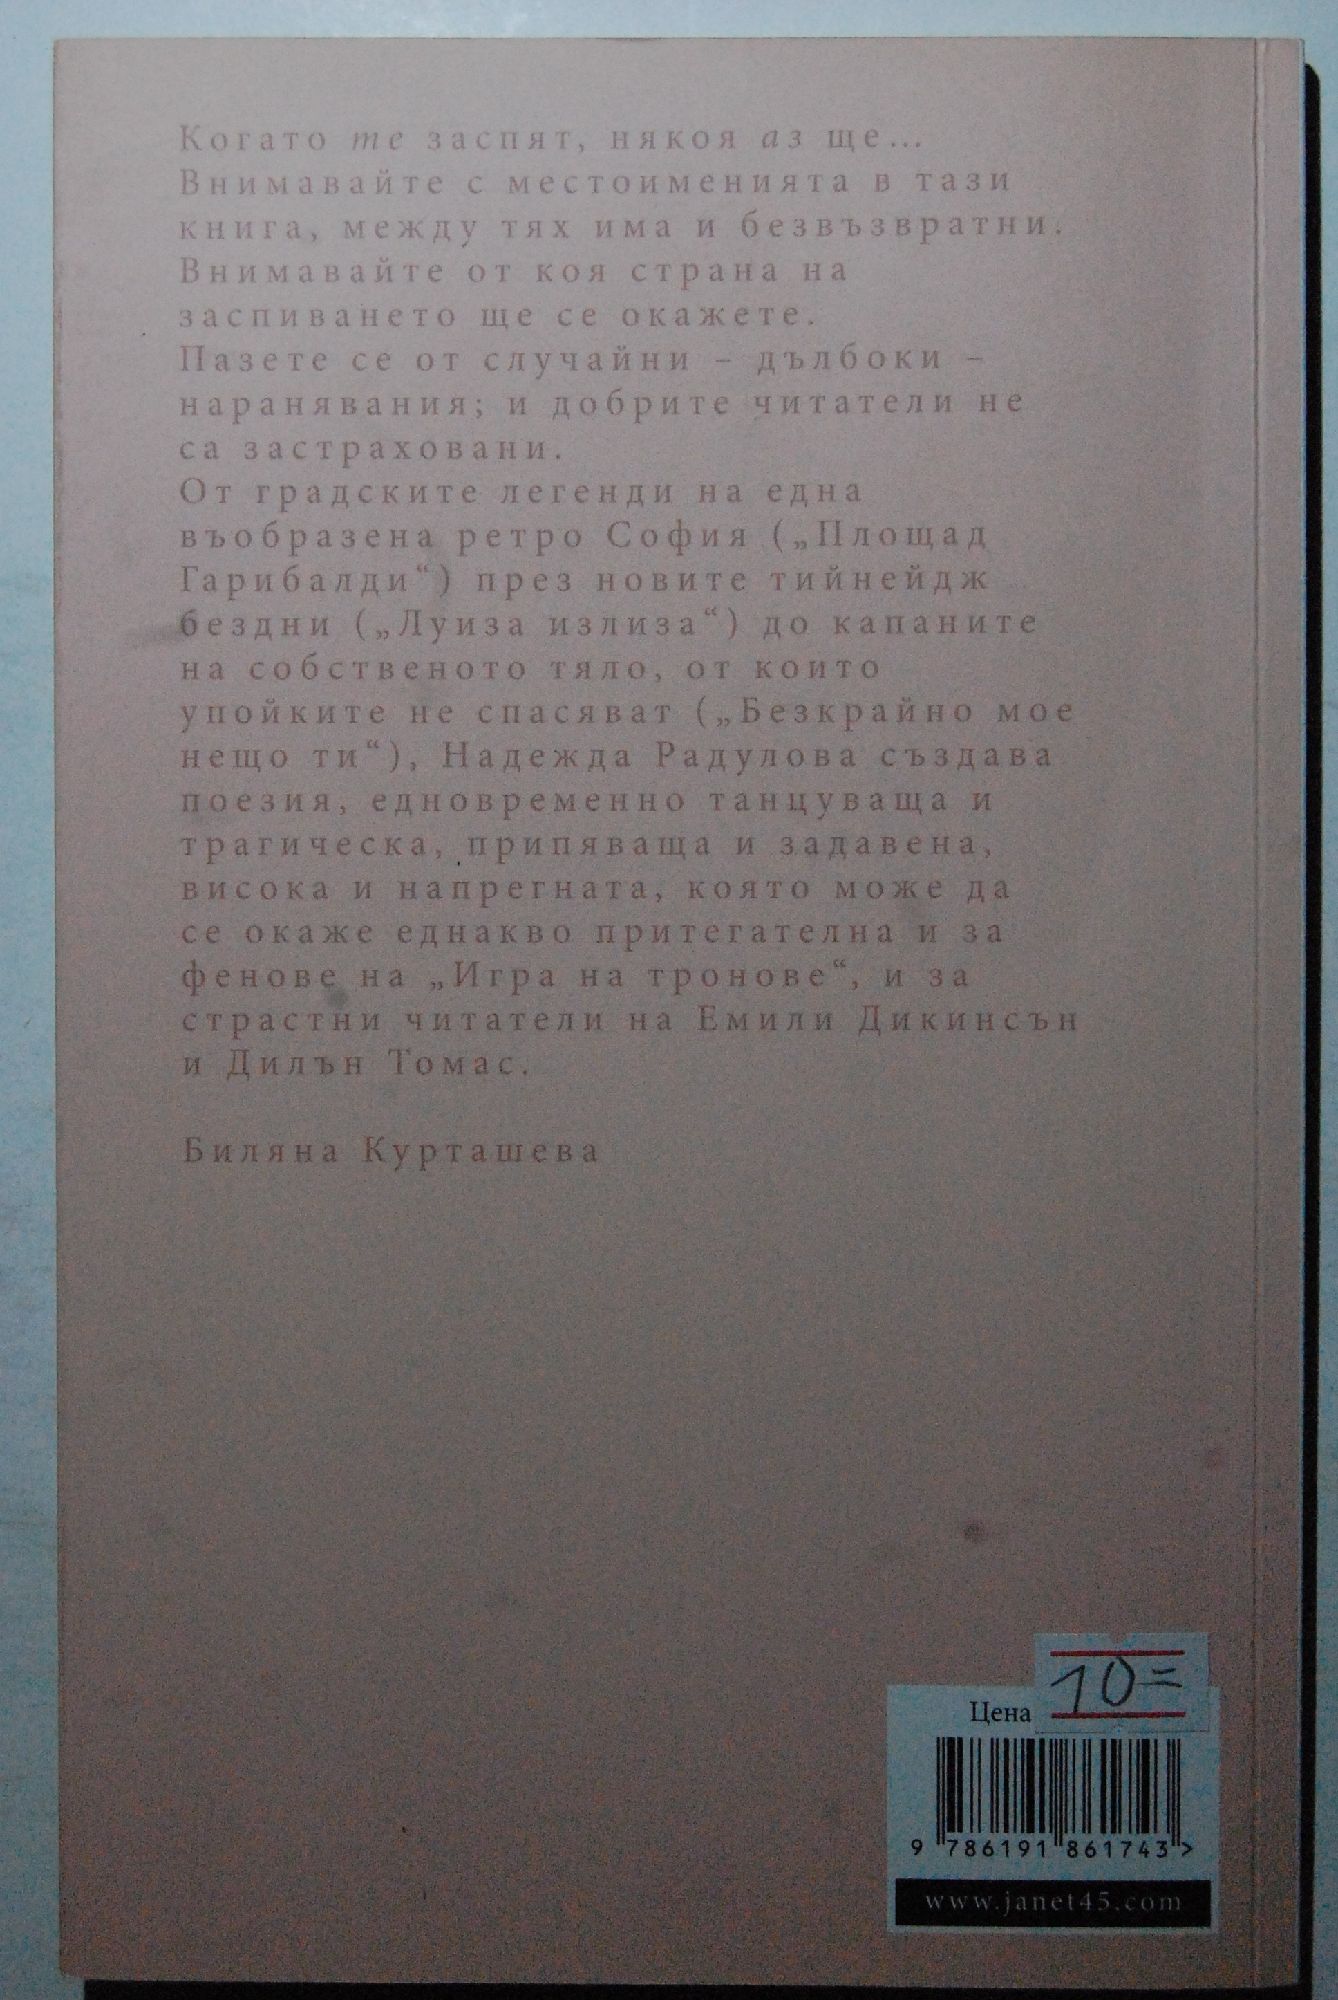 Когато те заспят, някоя аз ще...
Внимавайте с местоименията в тази
книга, между тях има и безвъзвратни.
Внимавайте от коя страна на
заспиването ще се окажете.
Пазете се от случайни – дълбоки –
наранявания; и добрите читатели не
са застраховани.
От градските легенди на една
въобразена ретро София („Площад
Гарибалди“) през новите тийнейдж
бездни („Луиза излиза“) до капаните
на собственото тяло, от които
упойките не спасяват („Безкрайно мое
нещо ти“), Надежда Радулова създава
поезия, едновременно танцуваща и
трагическа, припяваща и задавена,
висока и напрегната, която може да
се окаже еднакво притегателна и за
фенове на „Игра на тронове“, и за
страстни читатели на Емили Дикинсън
и Дилън Томас.
Биляна Курташева
Цена 10=
9 786191 861743 >
www.janet45.com